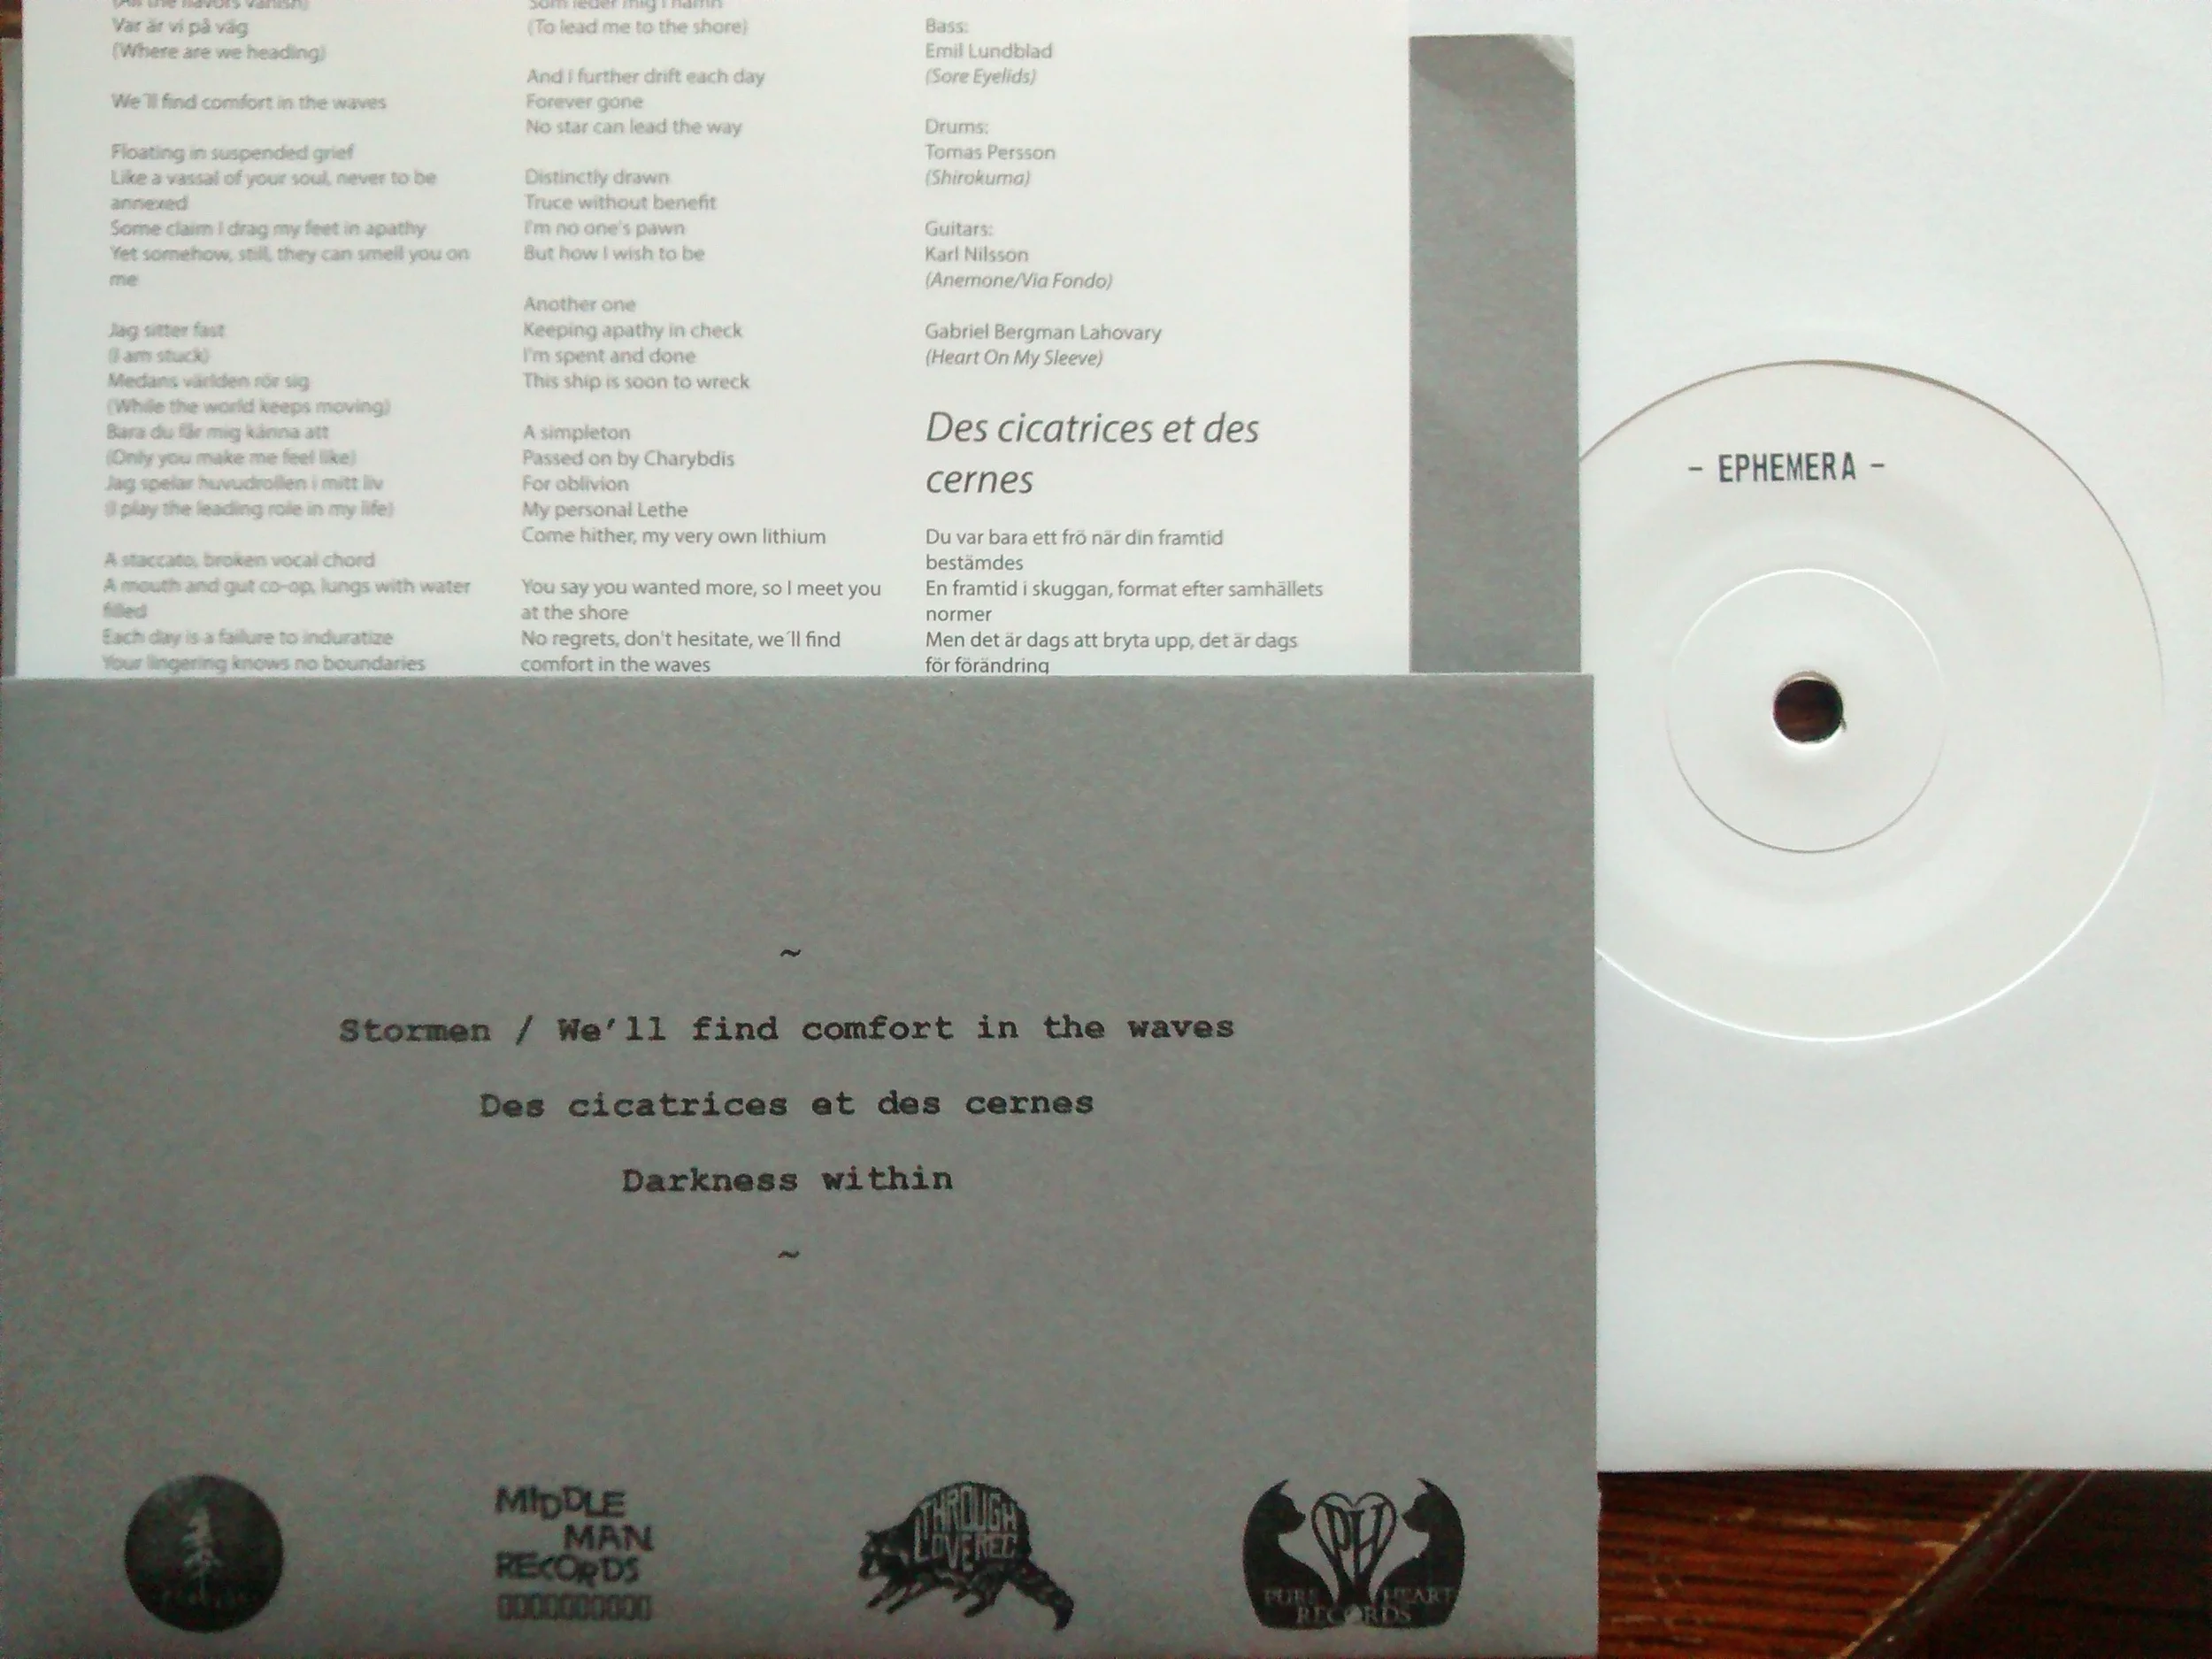 (All the flavors vanish)
Var är vi på väg
(Where are we heading)
We´ll find comfort in the waves
Floating in suspended grief
Like a vassal of your soul, never to be
annexed
Some claim I drag my feet in apathy
Yet somehow, still, they can smell you on
me
Jag sitter fast
(I am stuck)
Medans världen rör sig
(While the world keeps moving)
Bara du får mig känna att
(Only you make me feel like)
Jag spelar huvudrollen i mitt liv
(I play the leading role in my life)
A staccato, broken vocal chord
A mouth and gut co-op, lungs with water
filled
Each day is a failure to induratize
Your lingering knows no boundaries
Som leder mig i hamn
(To lead me to the shore)
And I further drift each day
Forever gone
No star can lead the way
Distinctly drawn
Truce without benefit
I'm no one's pawn
But how I wish to be
Another one
Keeping apathy in check
I'm spent and done
This ship is soon to wreck
A simpleton
Passed on by Charybdis
For oblivion
My personal Lethe
Come hither, my very own lithium
You say you wanted more, so I meet you
at the shore
No regrets, don't hesitate, we´ll find
comfort in the waves
Bass:
Emil Lundblad
(Sore Eyelids)
Drums:
Tomas Persson
(Shirokuma)
Guitars:
Karl Nilsson
(Anemone/Via Fondo)
Gabriel Bergman Lahovary
(Heart On My Sleeve)
Des cicatrices et des
cernes
Du var bara ett frö när din framtid
bestämdes
En framtid i skuggan, format efter samhällets
normer
Men det är dags att bryta upp, det är dags
för förändring
- EPHEMERA -
~
Stormen / We'll find comfort in the waves
Des cicatrices et des cernes
Darkness within
~
MIDDLE
MAN
RECORDS
THROUGH
LOVE REC
PH
PURE HEART
RECORDS